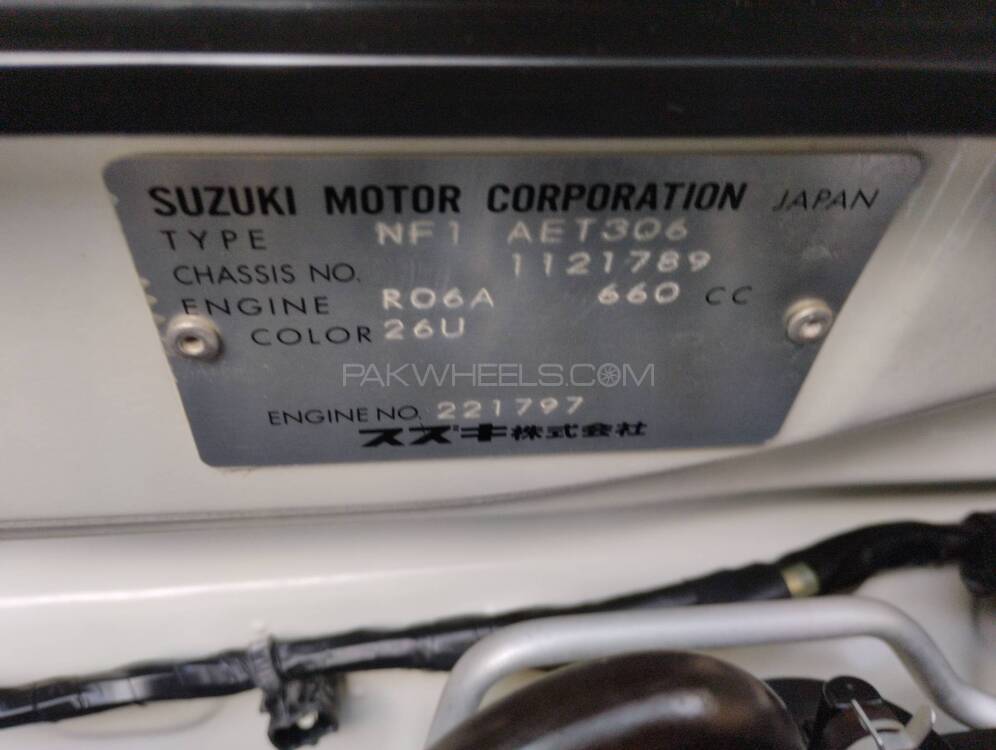 SUZUKI MOTOR CORPORATION JAPAN
TYPE NF1 AET3Q6
CHASSIS NO. 1121789
ENGINE R06A 660 CC
COLOR 26U
PAKWHEELS.COM
ENGINE NO. 221797
スズキ株式会社